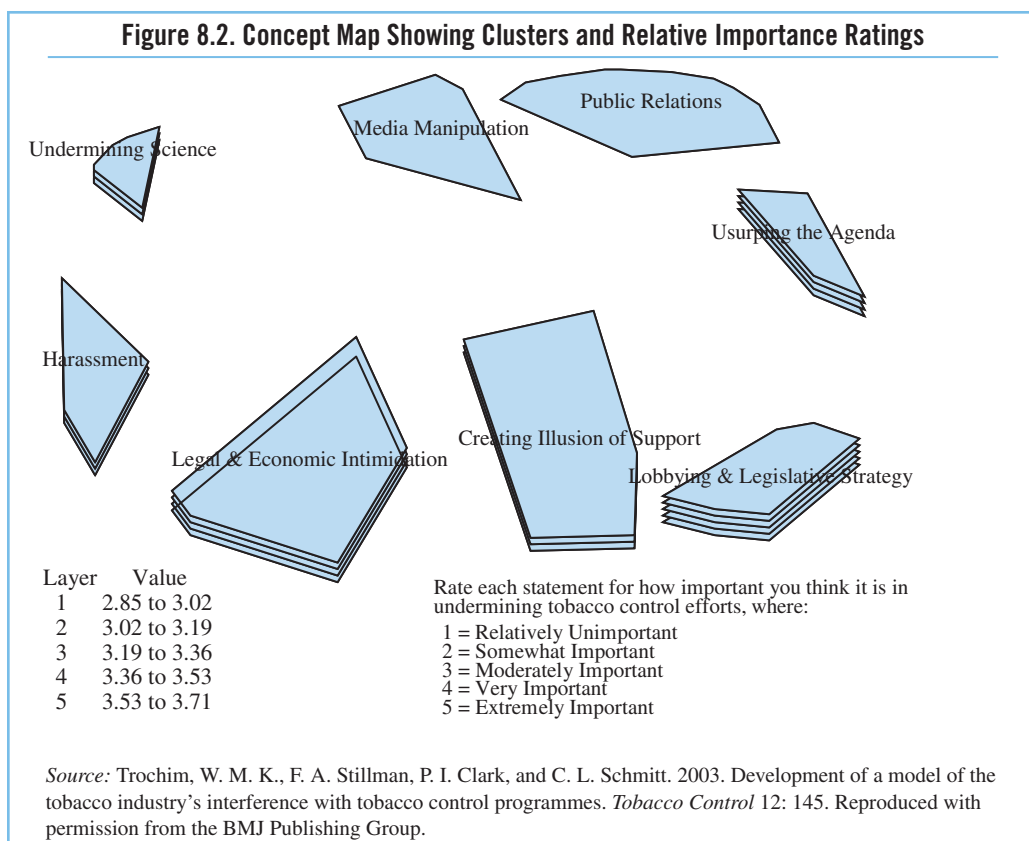 Figure 8.2. Concept Map Showing Clusters and Relative Importance Ratings
Public Relations
Media Manipulation
Undermining Science
Usurping the Agenda
Harassment
Creating Illusion of Support
Legal & Economic Intimidation
Lobbying & Legislative Strategy
Layer Value
1 2.85 to 3.02
2 3.02 to 3.19
3 3.19 to 3.36
4 3.36 to 3.53
5 3.53 to 3.71
Rate each statement for how important you think it is in
undermining tobacco control efforts, where:
1 = Relatively Unimportant
2 = Somewhat Important
3 = Moderately Important
4 = Very Important
5 = Extremely Important
Source: Trochim, W. M. K., F. A. Stillman, P. I. Clark, and C. L. Schmitt. 2003. Development of a model of the
tobacco industry’s interference with tobacco control programmes. Tobacco Control 12: 145. Reproduced with
permission from the BMJ Publishing Group.